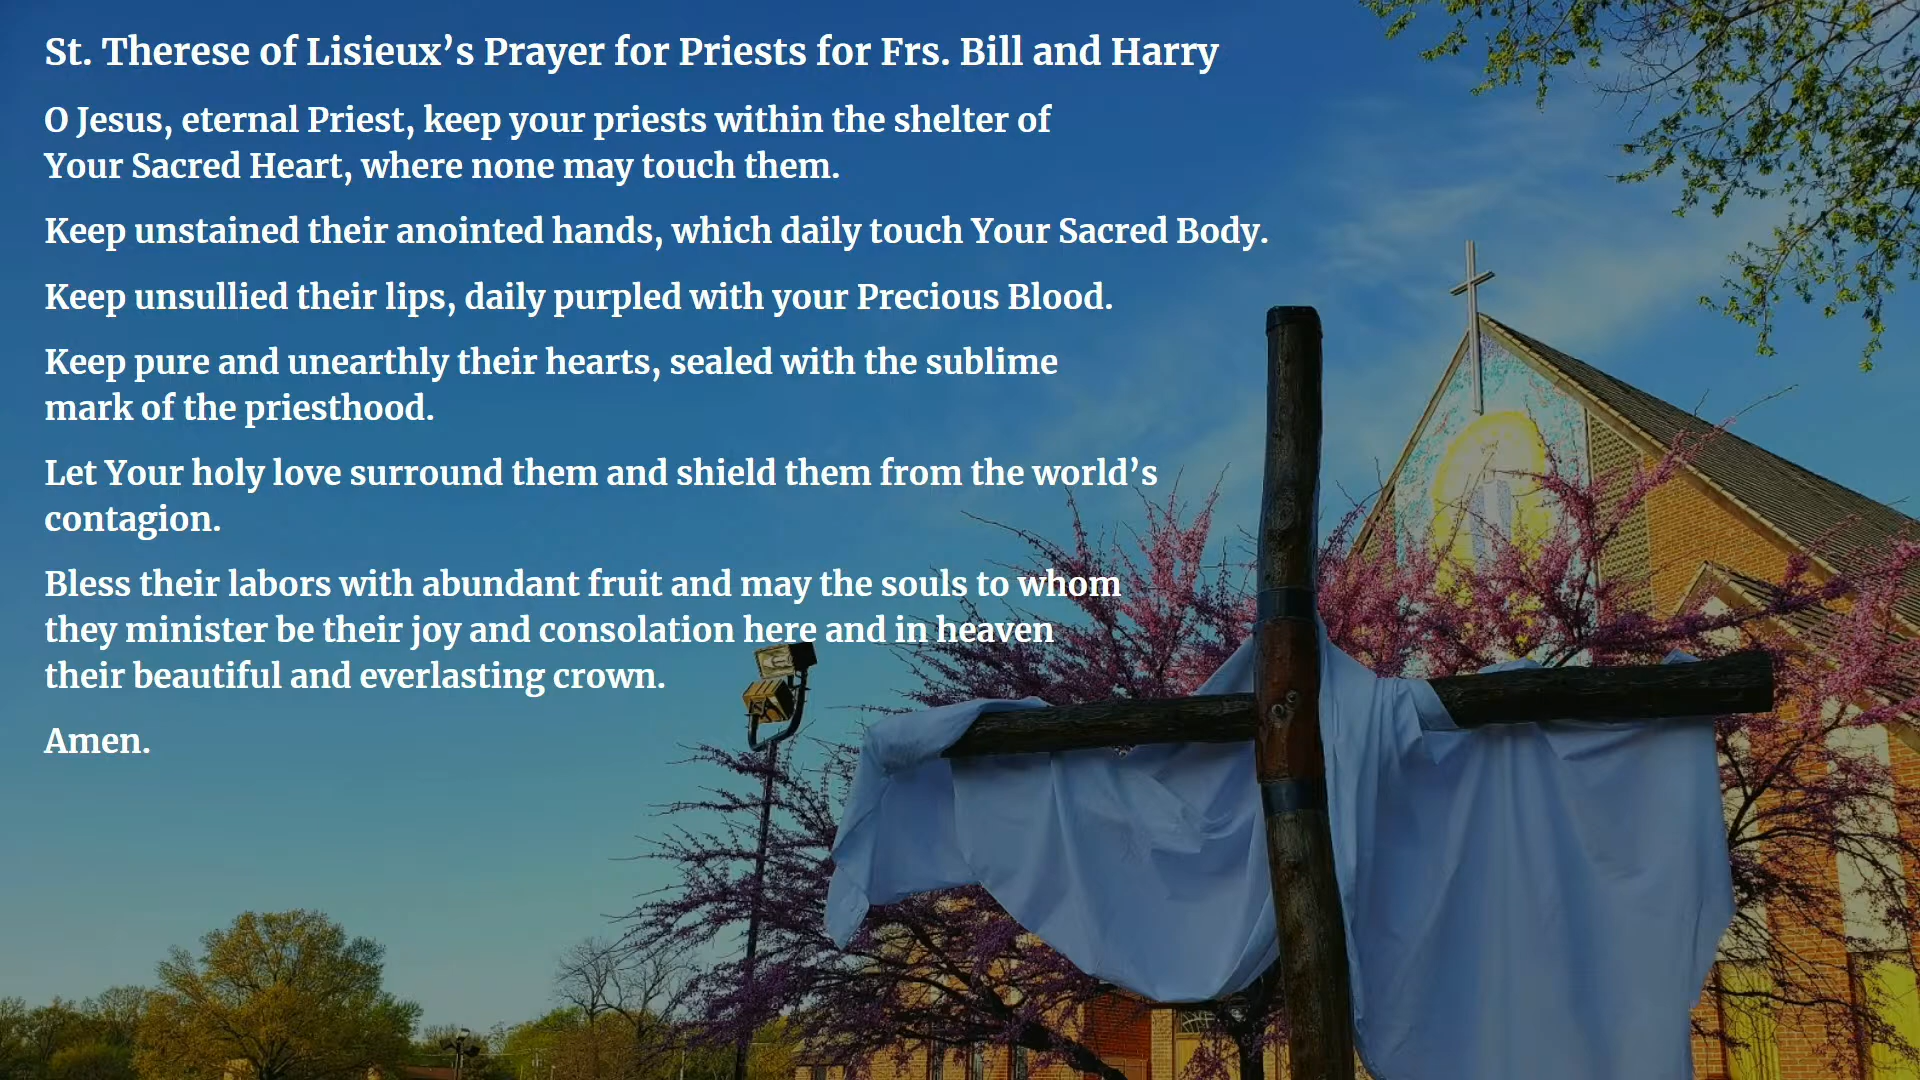 St. Therese of Lisieux’s Prayer for Priests for Frs. Bill and Harry
O Jesus, eternal Priest, keep your priests within the shelter of
Your Sacred Heart, where none may touch them.
Keep unstained their anointed hands, which daily touch Your Sacred Body.
Keep unsullied their lips, daily purpled with your Precious Blood.
Keep pure and unearthly their hearts, sealed with the sublime
mark of the priesthood.
Let Your holy love surround them and shield them from the world’s
contagion.
Bless their labors with abundant fruit and may the souls to whom
they minister be their joy and consolation here and in heaven
their beautiful and everlasting crown.
Amen.